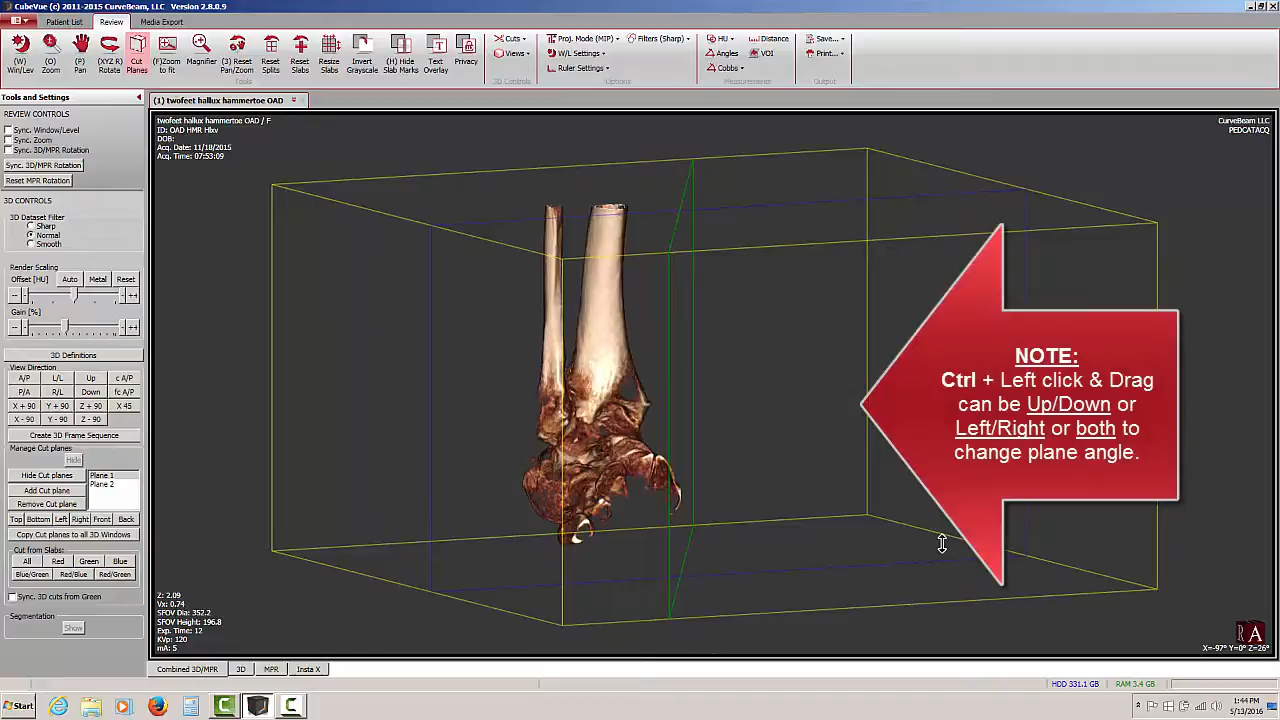 CubeVue (c) 2011-2015 CurveBeam, LLC Version 2.8.0.9
Patient List Review Media Export
(W) Win/Lev
(O) Zoom
(P) Pan
(XYZ R) Rotate
Cut Planes
(F)Zoom to fit
Magnifier
(3) Reset Pan/Zoom
Reset Splits
Reset Slabs
Resize Slabs
Invert Grayscale
(H) Hide Slab Marks
Text Overlay
Privacy
Tools
Cuts
Views
3D Controls
Proj. Mode (MIP) Filters (Sharp)
W/L Settings
Ruler Settings
Options
HU Distance
Angles VOI
Cobbs
Measurements
Save...
Print...
Output
Tools and Settings
(1) twofeet hallux hammertoe OAD
REVIEW CONTROLS
Sync. Window/Level
Sync. Zoom
Sync. 3D/MPR Rotation
Sync. 3D/MPR Rotation
Reset MPR Rotation
3D CONTROLS
3D Dataset Filter
Sharp
Normal
Smooth
Render Scaling
Offset [HU] Auto Metal Reset
-- - - ++
Gain [%]
-- - - ++
3D Definitions
View Direction
A/P L/L Up c A/P
P/A R/L Down fc A/P
X + 90 Y + 90 Z + 90 X 45
X - 90 Y - 90 Z - 90
Create 3D Frame Sequence
Manage Cut planes
Hide
Hide Cut planes
Add Cut plane
Remove Cut plane
Plane 1
Plane 2
Top Bottom Left Right Front Back
Copy Cut planes to all 3D Windows
Cut from Slabs:
All Red Green Blue
Blue/Green Red/Blue Red/Green
Sync. 3D cuts from Green
Segmentation
Show
twofeet hallux hammertoe OAD / F
ID: OAD HMR Hlxv
DOB:
Acq. Date: 11/18/2015
Acq. Time: 07:53:09
CurveBeam LLC
PEDCATACQ
NOTE:
Ctrl + Left click & Drag
can be Up/Down or
Left/Right or both to
change plane angle.
Z: 2.09
Vx: 0.74
SFOV Dia: 352.2
SFOV Height: 196.8
Exp. Time: 12
KVp: 120
mA: 5
R A
X=-97° Y=0° Z=26°
Combined 3D/MPR 3D MPR Insta X
HDD 331.1 GB RAM 3.4 GB
Start
1:44 PM
5/13/2016